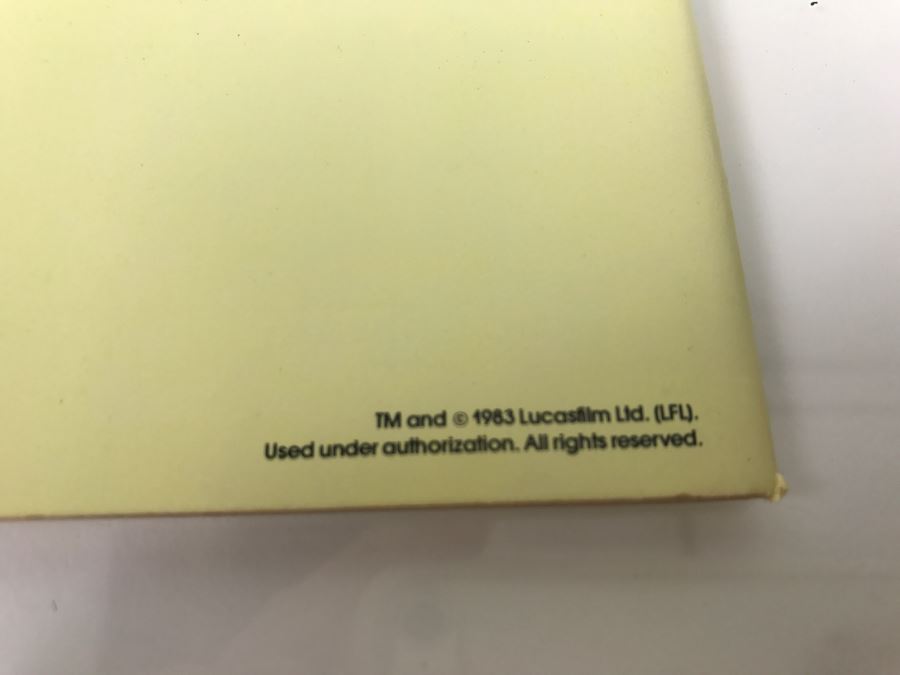 TM and © 1983 Lucasfilm Ltd. (LFL).
Used under authorization. All rights reserved.